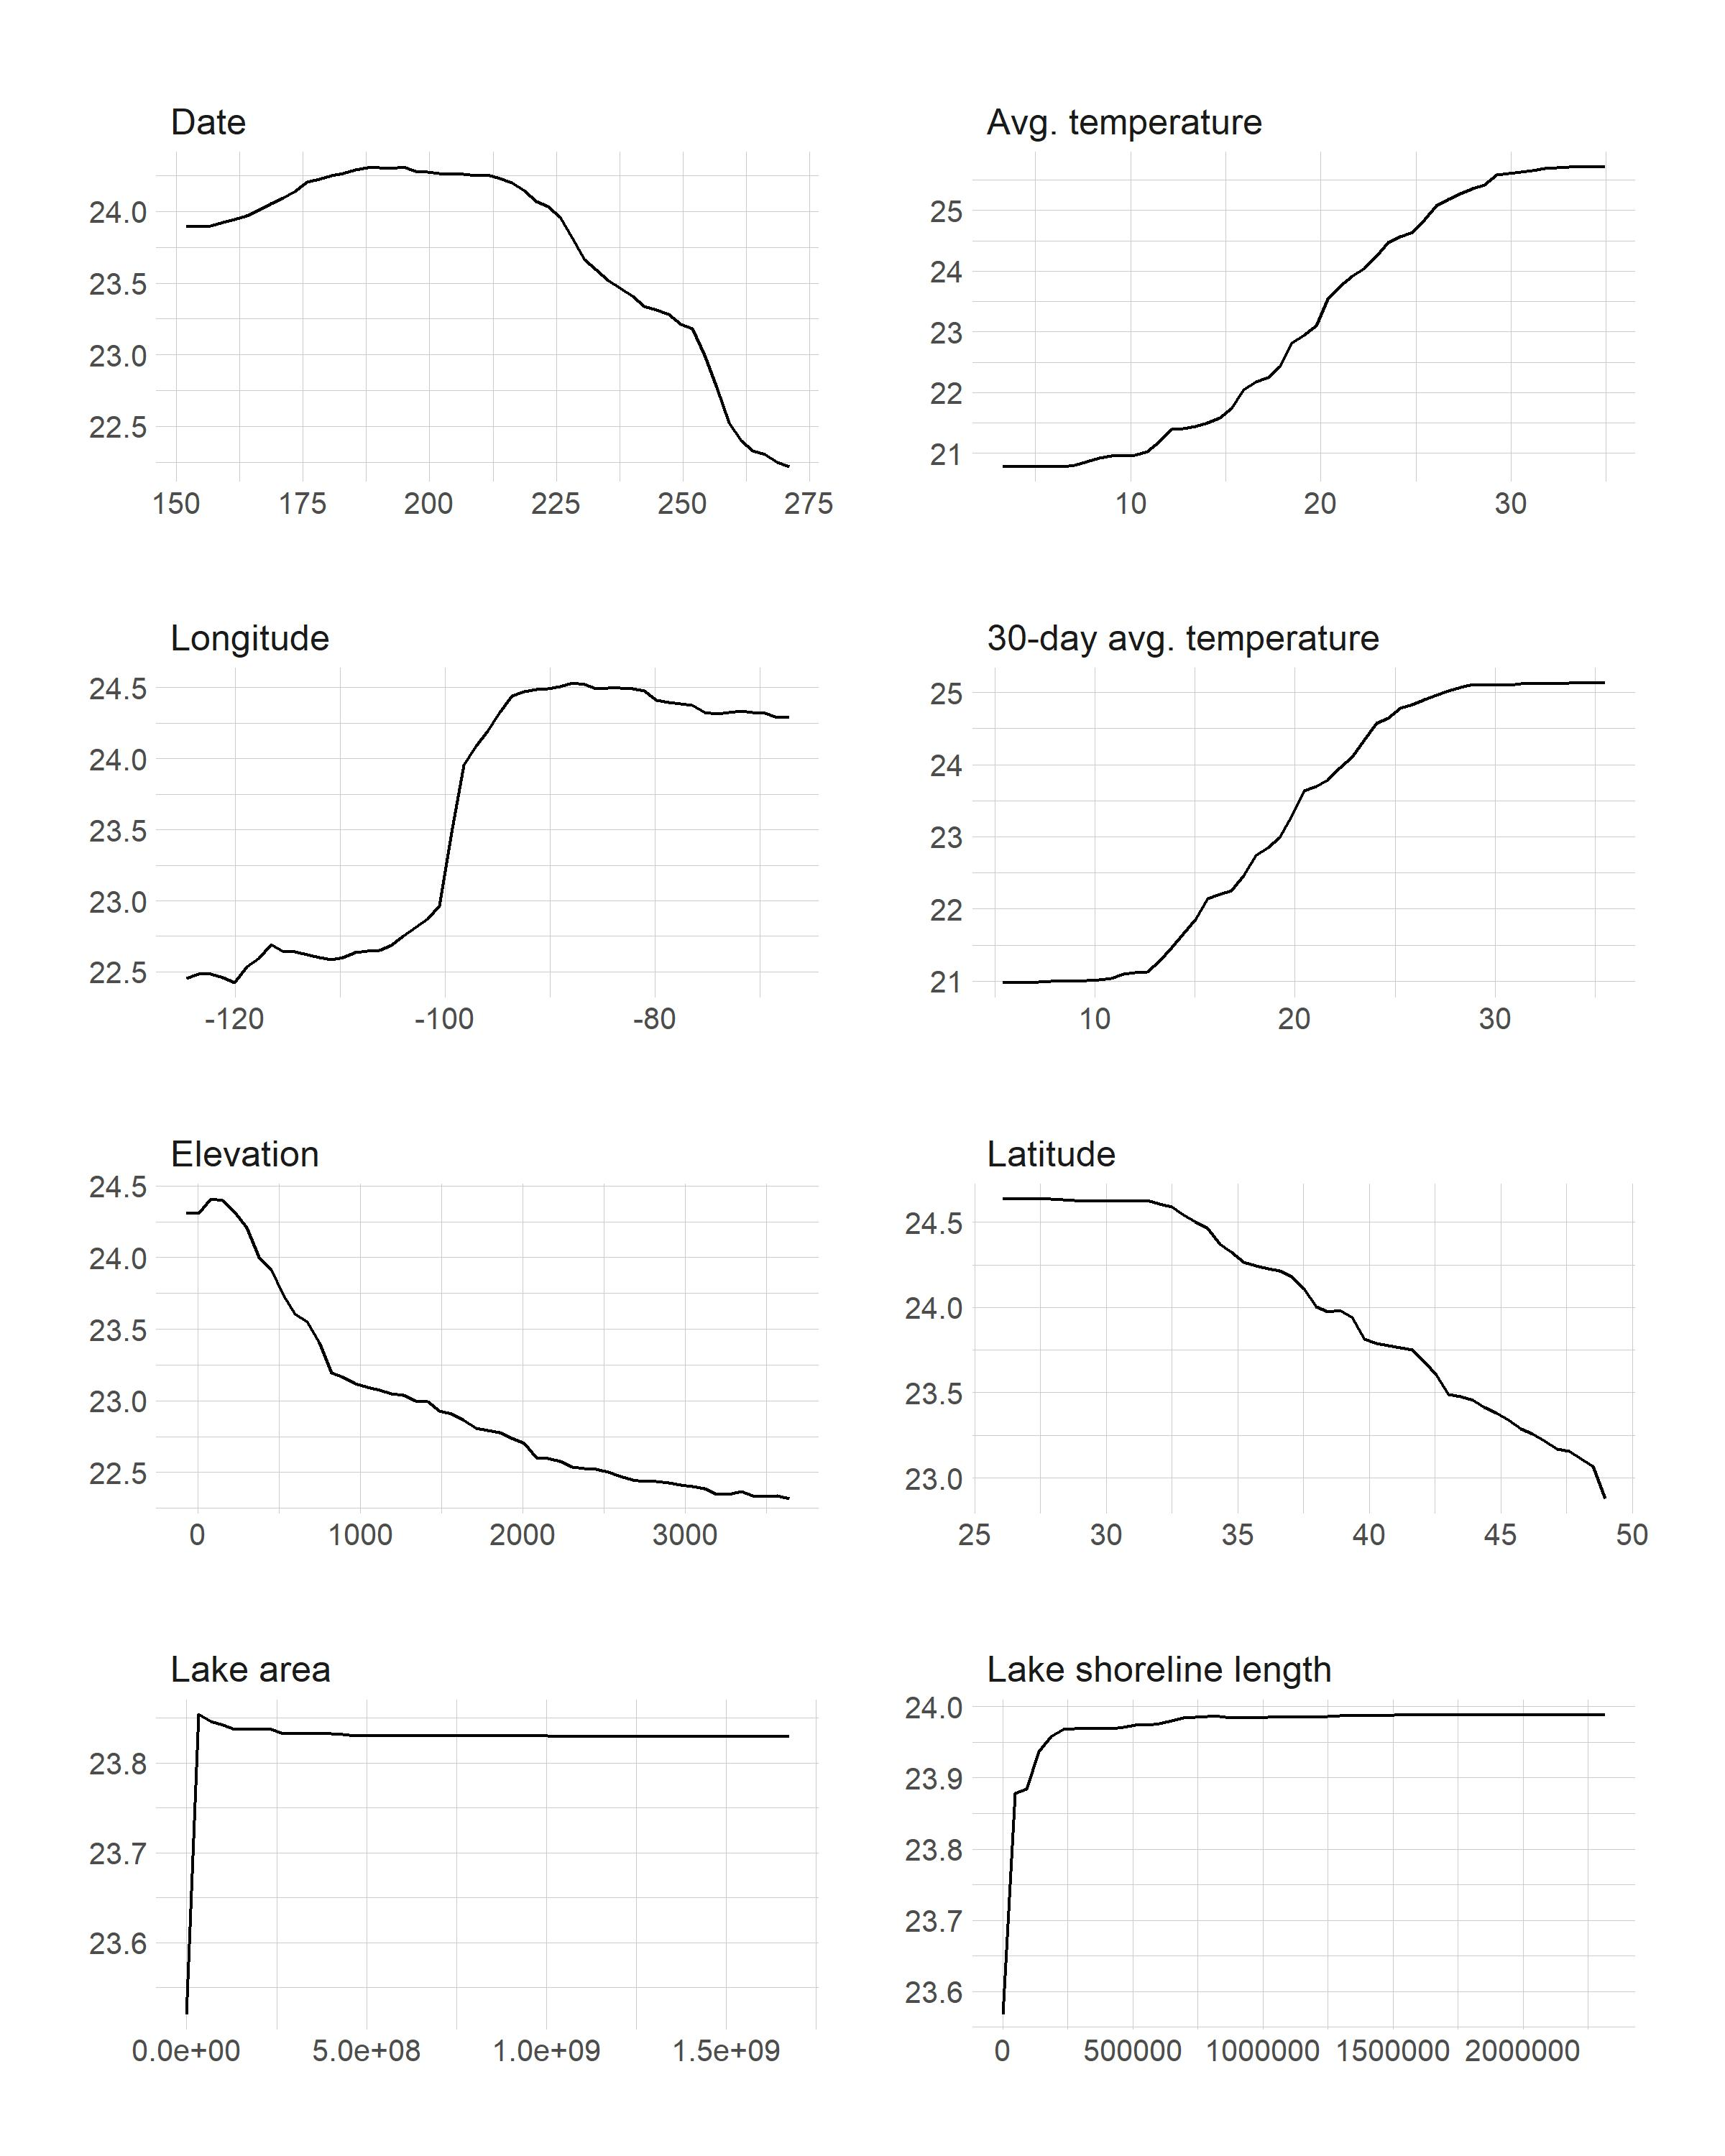 Date
24.0
23.5
23.0
22.5
150 175 200 225 250 275
Avg. temperature
25
24
23
22
21
10 20 30
Longitude
24.5
24.0
23.5
23.0
22.5
-120 -100 -80
30-day avg. temperature
25
24
23
22
21
10 20 30
Elevation
24.5
24.0
23.5
23.0
22.5
0 1000 2000 3000
Latitude
24.5
24.0
23.5
23.0
25 30 35 40 45 50
Lake area
23.8
23.7
23.6
0.0e+00 5.0e+08 1.0e+09 1.5e+09
Lake shoreline length
24.0
23.9
23.8
23.7
23.6
0 500000 1000000 1500000 2000000